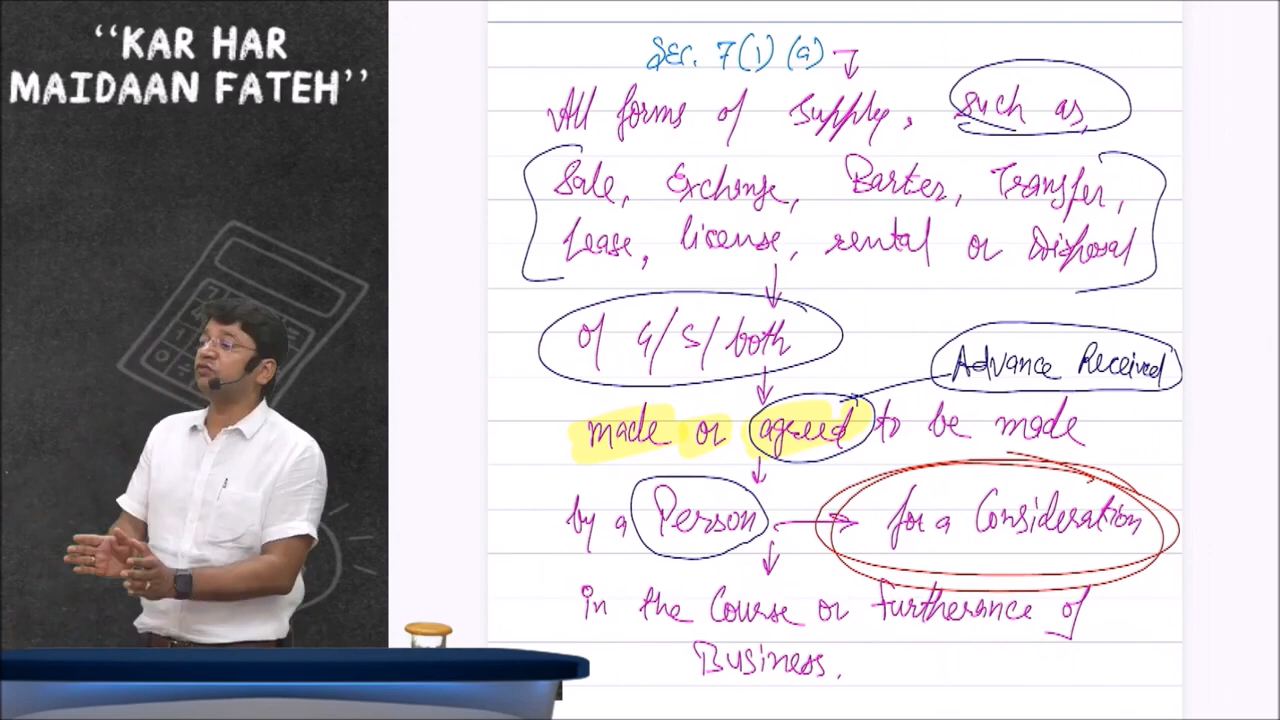 “KAR HAR
MAIDAAN FATEH”
Sec. 7(1)(a)
All forms of supply, such as,
Sale, Exchange, Barter, Transfer,
Lease, license, rental or Disposal
of G/S/both
Advance Received
made or agreed to be made
by a Person → for a Consideration
in the Course or furtherance of
Business.